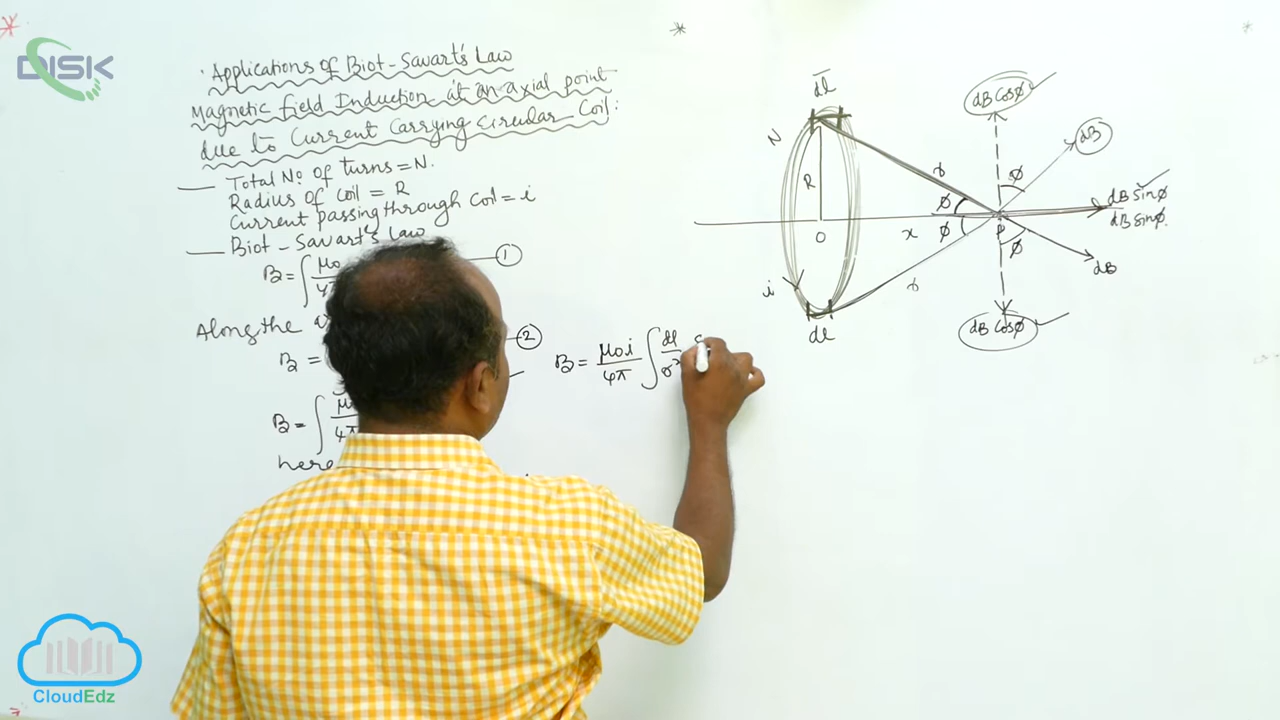 DISK
Applications of Biot-Savart's Law
Magnetic Field Induction at an axial point
due to Current Carrying Circular Coil:
— Total No of turns = N.
Radius of coil = R
Current passing through Coil = i
— Biot-Savart's Law
B = ∫ μ0 — ①
Along the
B = — ②
B = ∫ μ
4π
here
B = μ0i/4π ∫ dl/r²
dl
N
R
O
i
dl
r
x
r
ϕ
ϕ
P
ϕ
ϕ
dB Cosϕ
dB
dB Sinϕ
dB Sinϕ.
dB
dB Cosϕ
CloudEdz